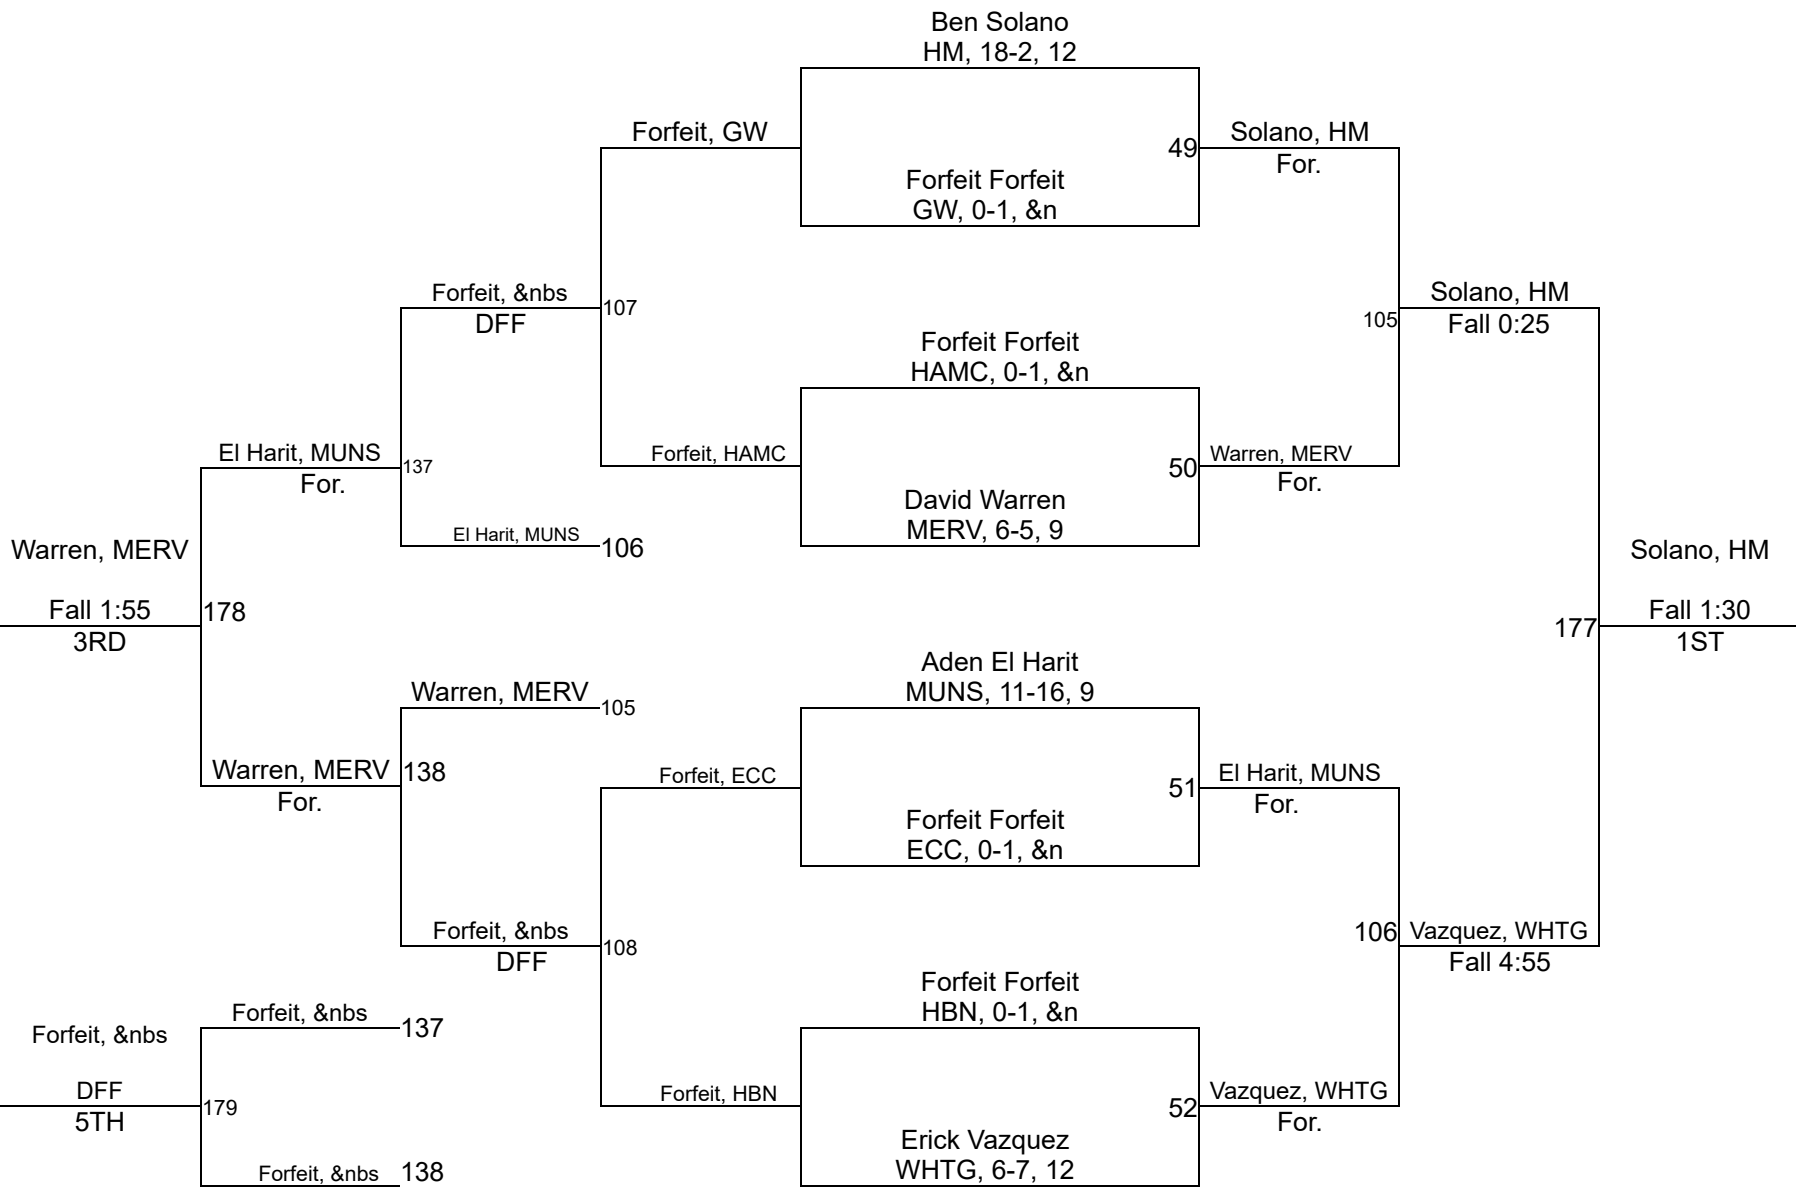 Ben Solano
HM, 18-2, 12
Forfeit, GW
49
Solano, HM
For.
Forfeit Forfeit
GW, 0-1, &n
Forfeit, &nbs
DFF
107
Solano, HM
105
Fall 0:25
Forfeit Forfeit
HAMC, 0-1, &n
El Harit, MUNS
For.
137
Forfeit, HAMC
50
Warren, MERV
For.
David Warren
MERV, 6-5, 9
El Harit, MUNS
106
Warren, MERV
Fall 1:55
3RD
178
Solano, HM
177
Fall 1:30
1ST
Aden El Harit
MUNS, 11-16, 9
Warren, MERV
105
Warren, MERV
For.
138
Forfeit, ECC
51
El Harit, MUNS
For.
Forfeit Forfeit
ECC, 0-1, &n
Forfeit, &nbs
DFF
108
106
Vazquez, WHTG
Fall 4:55
Forfeit Forfeit
HBN, 0-1, &n
Forfeit, &nbs
137
Forfeit, &nbs
DFF
5TH
179
Forfeit, HBN
52
Vazquez, WHTG
For.
Erick Vazquez
WHTG, 6-7, 12
Forfeit, &nbs
138